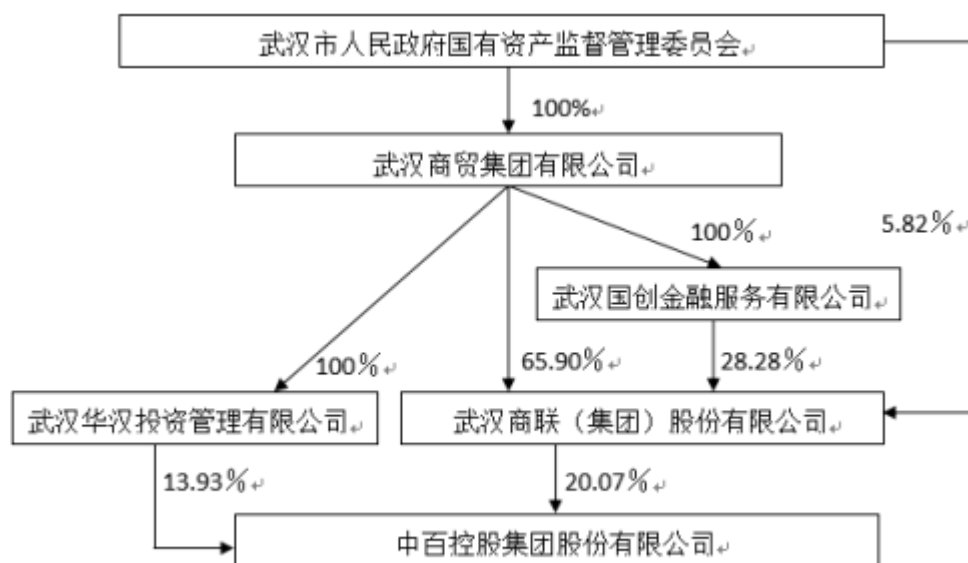 武汉市人民政府国有资产监督管理委员会
100%
武汉商贸集团有限公司
100%
5.82%
武汉国创金融服务有限公司
100%
65.90%
28.28%
武汉华汉投资管理有限公司
武汉商联（集团）股份有限公司
13.93%
20.07%
中百控股集团股份有限公司